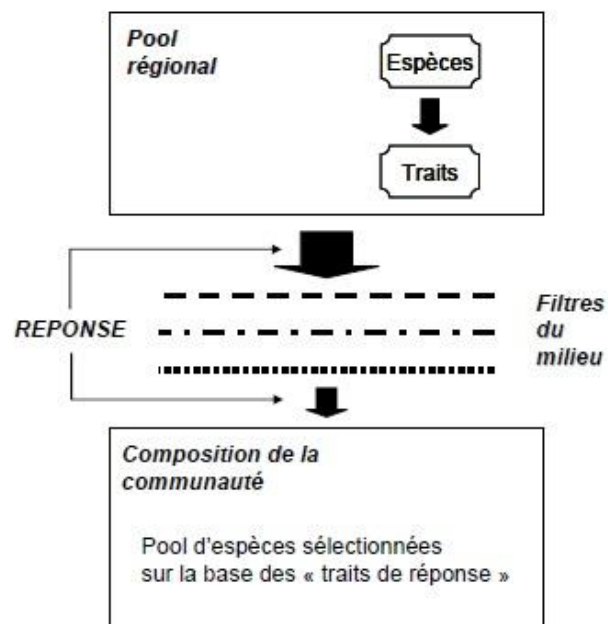 Pool
régional
Espèces
Traits
REPONSE
Filtres
du
milieu
Composition de la
communauté
Pool d'espèces sélectionnées
sur la base des « traits de réponse »